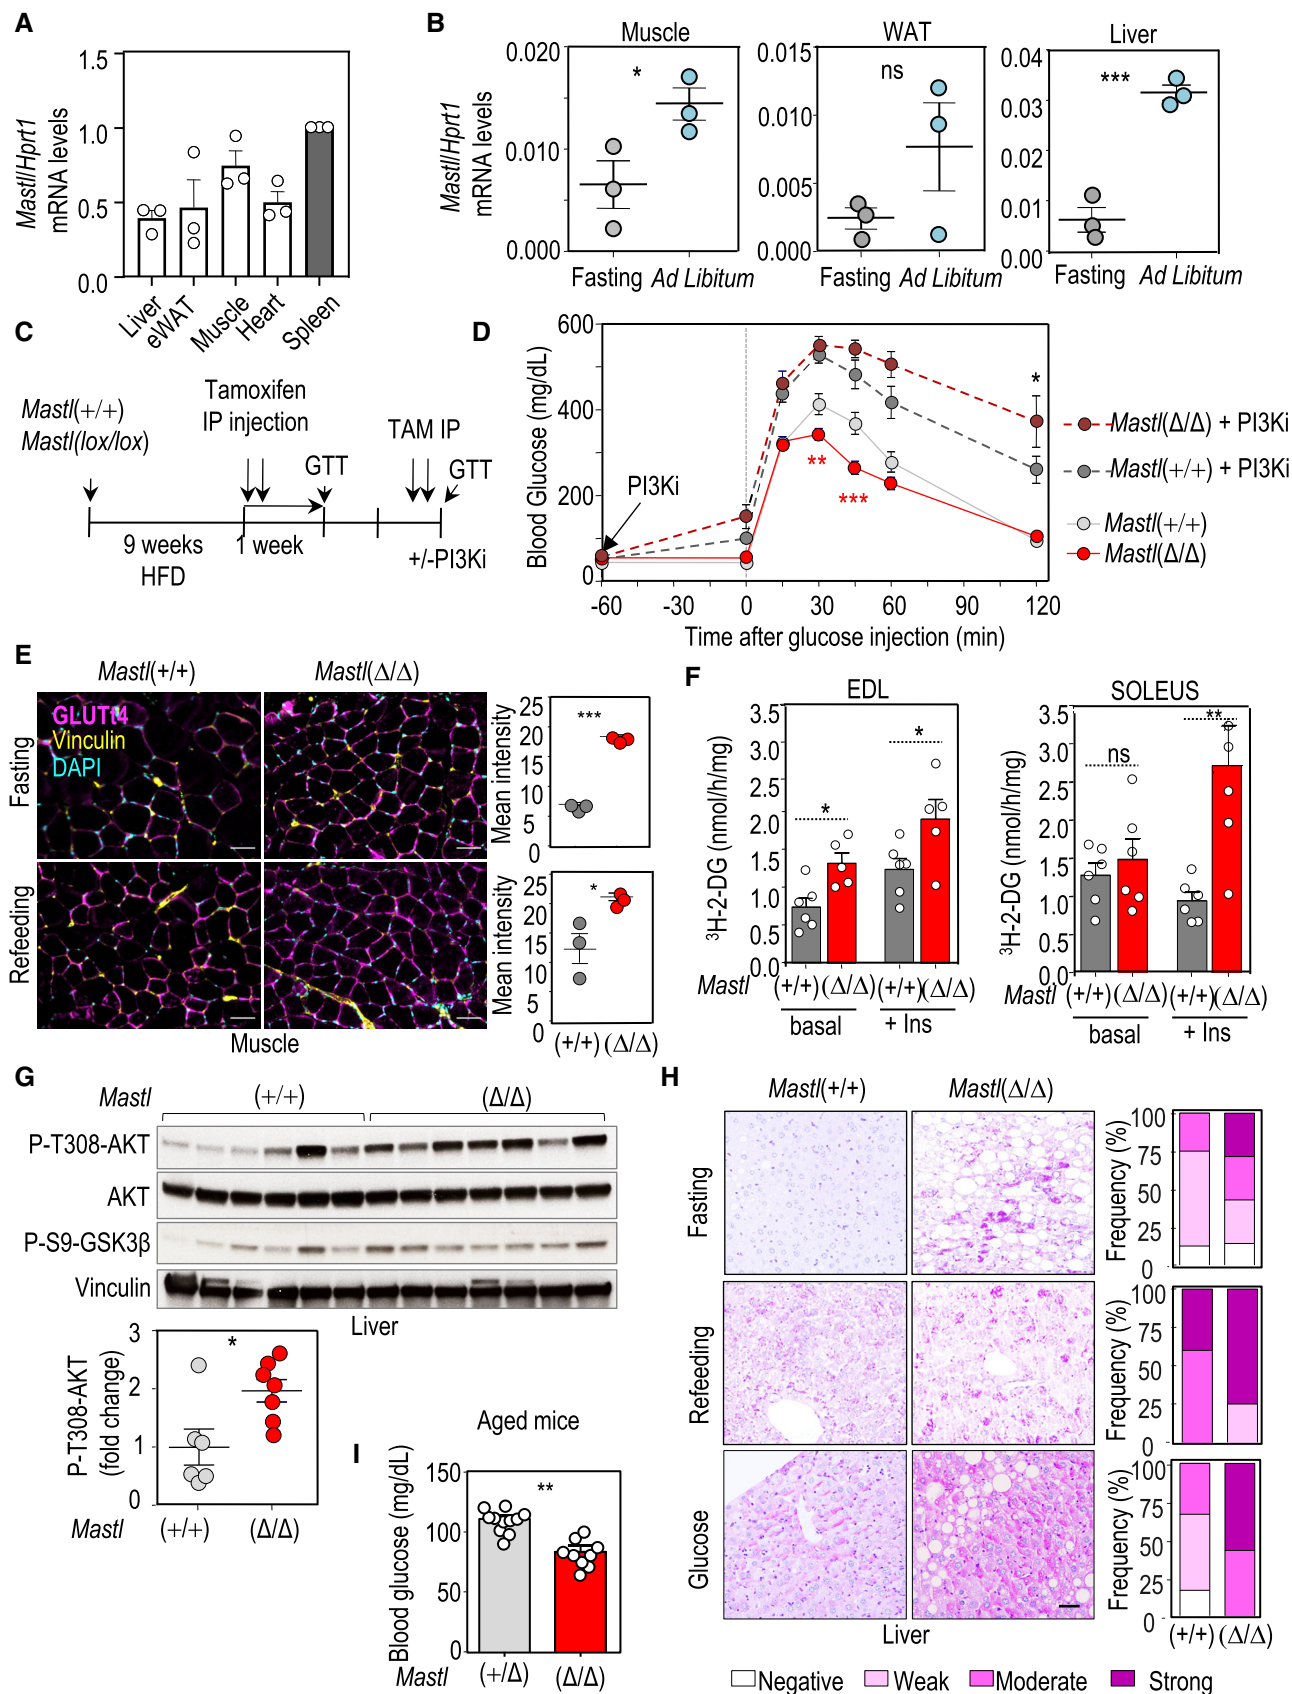 A
Mastl/Hprt1
mRNA levels
1.5
1.0
0.5
0.0
Liver
eWAT
Muscle
Heart
Spleen
B
Mastl/Hprt1
mRNA levels
Muscle
0.020
0.010
0.000
*
Fasting Ad Libitum
WAT
0.015
0.010
0.005
0.000
ns
Fasting Ad Libitum
Liver
0.04
0.03
0.02
0.01
0.00
***
Fasting Ad Libitum
C
Mastl(+/+)
Mastl(lox/lox)
Tamoxifen
IP injection
GTT
TAM IP
GTT
9 weeks
HFD
1 week
+/-PI3Ki
D
Blood Glucose (mg/dL)
600
400
200
0
PI3Ki
**
***
*
-60 -30 0 30 60 90 120
Time after glucose injection (min)
Mastl(Δ/Δ) + PI3Ki
Mastl(+/+) + PI3Ki
Mastl(+/+)
Mastl(Δ/Δ)
E
Mastl(+/+) Mastl(Δ/Δ)
Fasting
GLUTt4
Vinculin
DAPI
Refeeding
Muscle
Mean intensity
25
20
15
10
5
0
***
Mean intensity
25
20
15
10
5
0
*
(+/+) (Δ/Δ)
F
EDL
³H-2-DG (nmol/h/mg)
3.5
3.0
2.5
2.0
1.5
1.0
0.5
0.0
*
*
Mastl (+/+) (Δ/Δ) (+/+) (Δ/Δ)
basal + Ins
SOLEUS
³H-2-DG (nmol/h/mg)
3.5
3.0
2.5
2.0
1.5
1.0
0.5
0.0
ns
**
Mastl (+/+) (Δ/Δ) (+/+) (Δ/Δ)
basal + Ins
G
Mastl (+/+) (Δ/Δ)
P-T308-AKT
AKT
P-S9-GSK3β
Vinculin
Liver
P-T308-AKT
(fold change)
3
2
1
0
*
Mastl (+/+) (Δ/Δ)
H
Mastl(+/+) Mastl(Δ/Δ)
Fasting
Refeeding
Glucose
Liver
Frequency (%)
100
75
50
25
0
Frequency (%)
100
75
50
25
0
Frequency (%)
100
75
50
25
0
(+/+) (Δ/Δ)
Negative Weak Moderate Strong
I
Aged mice
Blood glucose (mg/dL)
150
100
50
0
**
Mastl (+/Δ) (Δ/Δ)